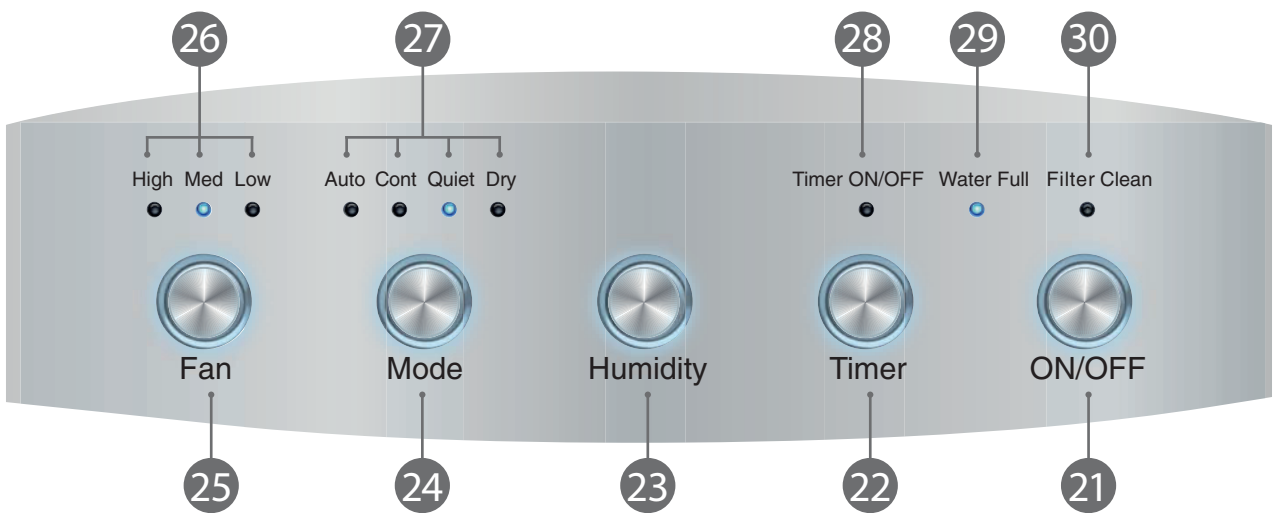 26 27 28 29 30
High Med Low Auto Cont Quiet Dry Timer ON/OFF Water Full Filter Clean
Fan Mode Humidity Timer ON/OFF
25 24 23 22 21